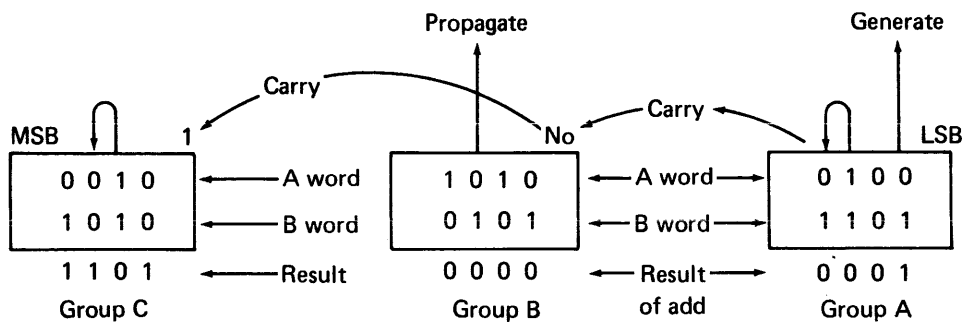 Propagate
Generate
Carry
Carry
MSB
1
No
LSB
0 0 1 0
A word
1 0 1 0
A word
0 1 0 0
1 0 1 0
B word
0 1 0 1
B word
1 1 0 1
1 1 0 1
Result
0 0 0 0
Result
of add
0 0 0 1
Group C
Group B
Group A